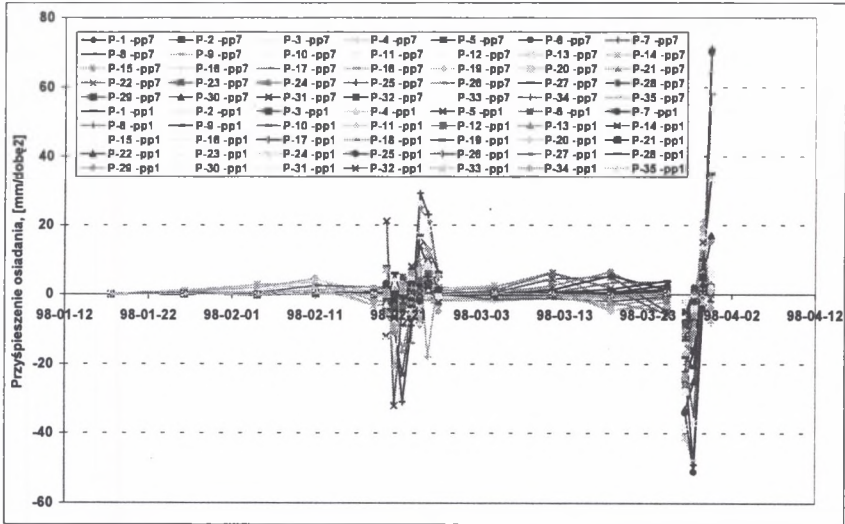 80
60
40
20
0
-20
-40
-60
Przyśpieszenie osiadania, [mm/dobę2]
P-1 -pp7 P-2 -pp7 P-3 -pp7 P-4 -pp7 P-5 -pp7 P-6 -pp7 P-7 -pp7
P-8 -pp7 P-9 -pp7 P-10 -pp7 P-11 -pp7 P-12 -pp7 P-13 -pp7 P-14 -pp7
P-15 -pp7 P-16 -pp7 P-17 -pp7 P-18 -pp7 P-19 -pp7 P-20 -pp7 P-21 -pp7
P-22 -pp7 P-23 -pp7 P-24 -pp7 P-25 -pp7 P-26 -pp7 P-27 -pp7 P-28 -pp7
P-29 -pp7 P-30 -pp7 P-31 -pp7 P-32 -pp7 P-33 -pp7 P-34 -pp7 P-35 -pp7
P-1 -pp1 P-2 -pp1 P-3 -pp1 P-4 -pp1 P-5 -pp1 P-6 -pp1 P-7 -pp1
P-8 -pp1 P-9 -pp1 P-10 -pp1 P-11 -pp1 P-12 -pp1 P-13 -pp1 P-14 -pp1
P-15 -pp1 P-16 -pp1 P-17 -pp1 P-18 -pp1 P-19 -pp1 P-20 -pp1 P-21 -pp1
P-22 -pp1 P-23 -pp1 P-24 -pp1 P-25 -pp1 P-26 -pp1 P-27 -pp1 P-28 -pp1
P-29 -pp1 P-30 -pp1 P-31 -pp1 P-32 -pp1 P-33 -pp1 P-34 -pp1 P-35 -pp1
98-01-12 98-01-22 98-02-01 98-02-11 98-02-21 98-03-03 98-03-13 98-03-23 98-04-02 98-04-12